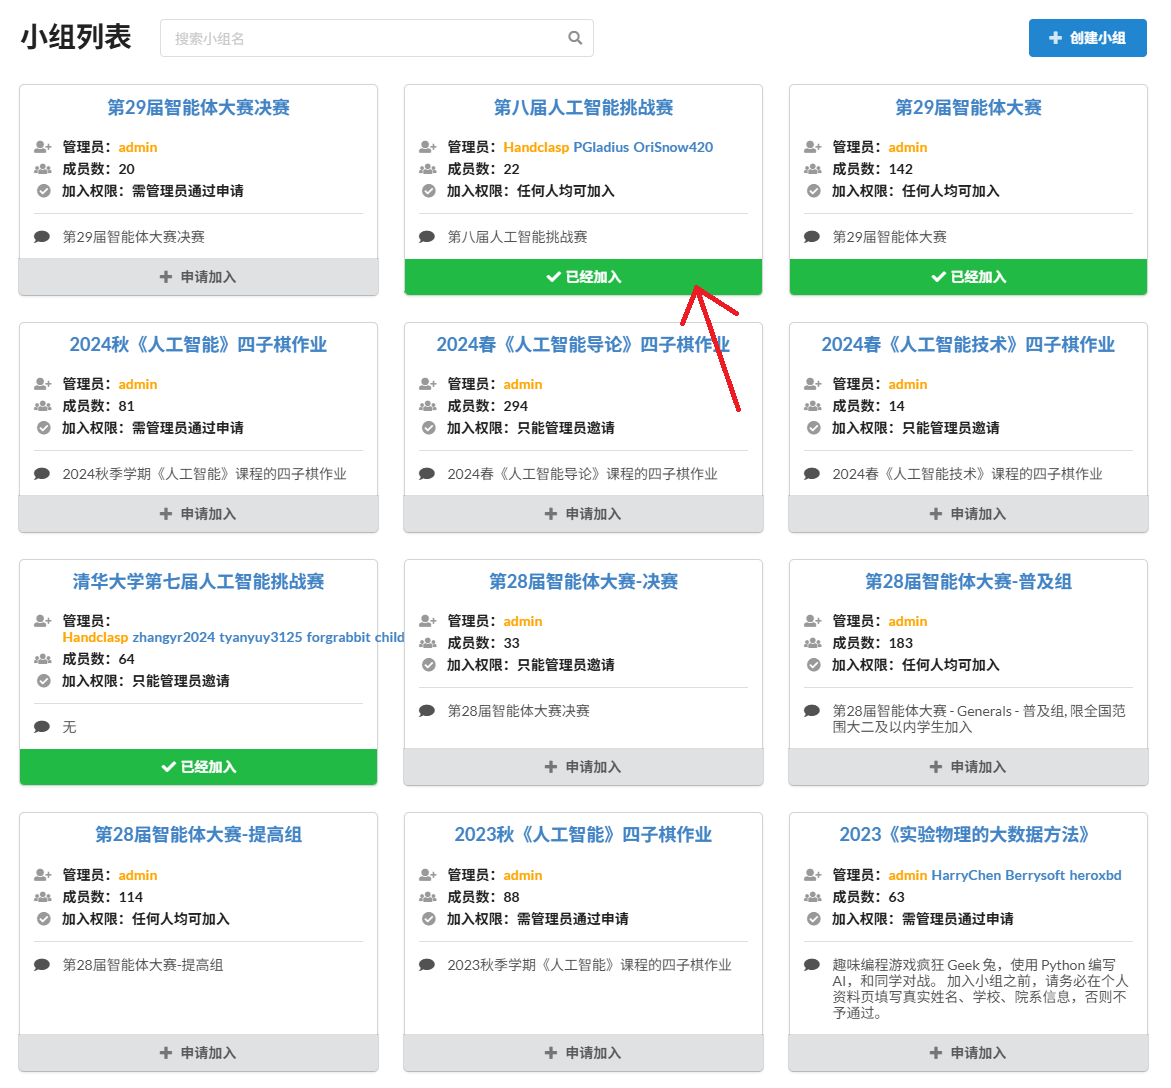 小组列表
搜索小组名
创建小组
第29届智能体大赛决赛
管理员：admin
成员数：20
加入权限：需管理员通过申请
第29届智能体大赛决赛
申请加入
第八届人工智能挑战赛
管理员：Handclasp PGladius OriSnow420
成员数：22
加入权限：任何人均可加入
第八届人工智能挑战赛
已经加入
第29届智能体大赛
管理员：admin
成员数：142
加入权限：任何人均可加入
第29届智能体大赛
已经加入
2024秋《人工智能》四子棋作业
管理员：admin
成员数：81
加入权限：需管理员通过申请
2024秋季学期《人工智能》课程的四子棋作业
申请加入
2024春《人工智能导论》四子棋作业
管理员：admin
成员数：294
加入权限：只能管理员邀请
2024春《人工智能导论》课程的四子棋作业
申请加入
2024春《人工智能技术》四子棋作业
管理员：admin
成员数：14
加入权限：只能管理员邀请
2024春《人工智能技术》课程的四子棋作业
申请加入
清华大学第七届人工智能挑战赛
管理员：
Handclasp zhangyr2024 tyanyuy3125 forgrabbit child
成员数：64
加入权限：只能管理员邀请
无
已经加入
第28届智能体大赛-决赛
管理员：admin
成员数：33
加入权限：只能管理员邀请
第28届智能体大赛决赛
申请加入
第28届智能体大赛-普及组
管理员：admin
成员数：183
加入权限：任何人均可加入
第28届智能体大赛 - Generals - 普及组, 限全国范
围大二及以内学生加入
申请加入
第28届智能体大赛-提高组
管理员：admin
成员数：114
加入权限：任何人均可加入
第28届智能体大赛-提高组
申请加入
2023秋《人工智能》四子棋作业
管理员：admin
成员数：88
加入权限：需管理员通过申请
2023秋季学期《人工智能》课程的四子棋作业
申请加入
2023《实验物理的大数据方法》
管理员：admin HarryChen Berrysoft heroxbd
成员数：63
加入权限：需管理员通过申请
趣味编程游戏疯狂 Geek 兔，使用 Python 编写
AI，和同学对战。 加入小组之前，请务必在个人
资料页填写真实姓名、学校、院系信息，否则不
予通过。
申请加入